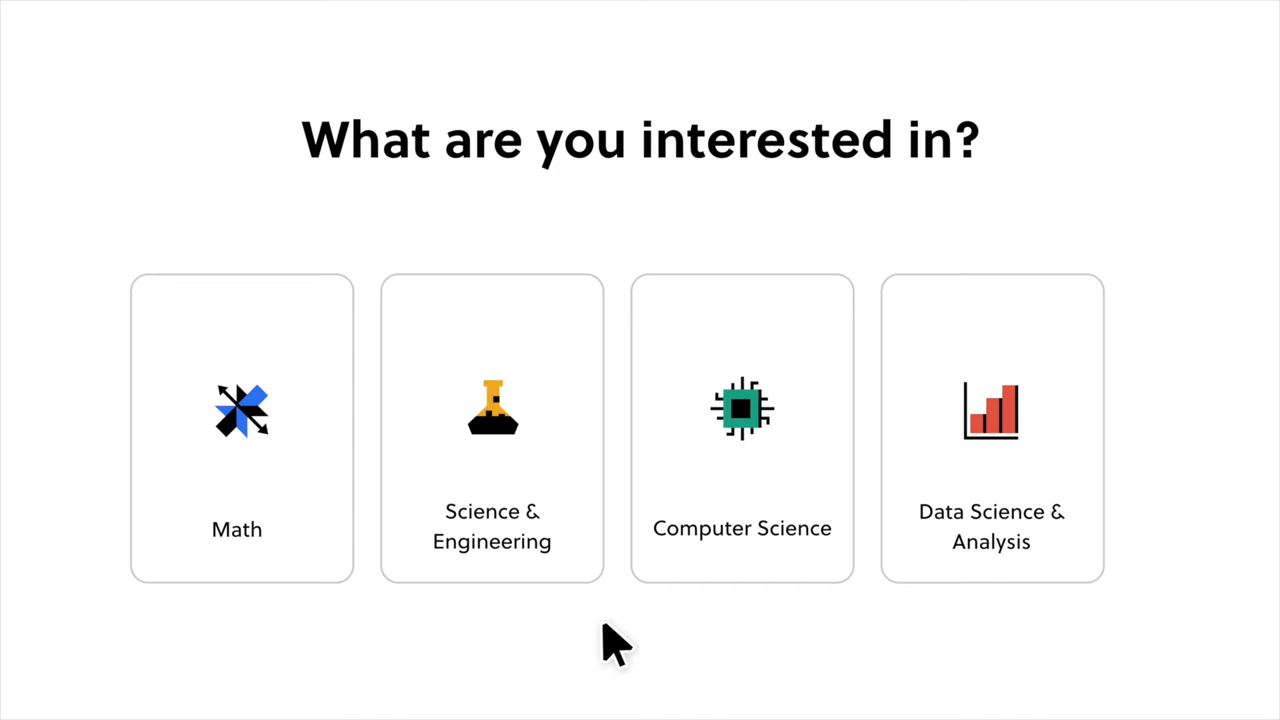 What are you interested in?
Math
Science &
Engineering
Computer Science
Data Science &
Analysis